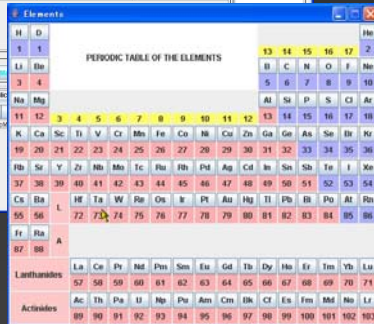 Elements
H D He
1 1 PERIODIC TABLE OF THE ELEMENTS 13 14 15 16 17 2
Li Be B C N O F Ne
3 4 5 6 7 8 9 10
Na Mg Al Si P S Cl Ar
11 12 3 4 5 6 7 8 9 10 11 12 13 14 15 16 17 18
K Ca Sc Ti V Cr Mn Fe Co Ni Cu Zn Ga Ge As Se Br Kr
19 20 21 22 23 24 25 26 27 28 29 30 31 32 33 34 35 36
Rb Sr Y Zr Nb Mo Tc Ru Rh Pd Ag Cd In Sn Sb Te I Xe
37 38 39 40 41 42 43 44 45 46 47 48 49 50 51 52 53 54
Cs Ba L Hf Ta W Re Os Ir Pt Au Hg Tl Pb Bi Po At Rn
55 56 72 73 74 75 76 77 78 79 80 81 82 83 84 85 86
Fr Ra A
87 88
Lanthanides La Ce Pr Nd Pm Sm Eu Gd Tb Dy Ho Er Tm Yb Lu
57 58 59 60 61 62 63 64 65 66 67 68 69 70 71
Actinides Ac Th Pa U Np Pu Am Cm Bk Cf Es Fm Md No Lr
89 90 91 92 93 94 95 96 97 98 99 100 101 102 103